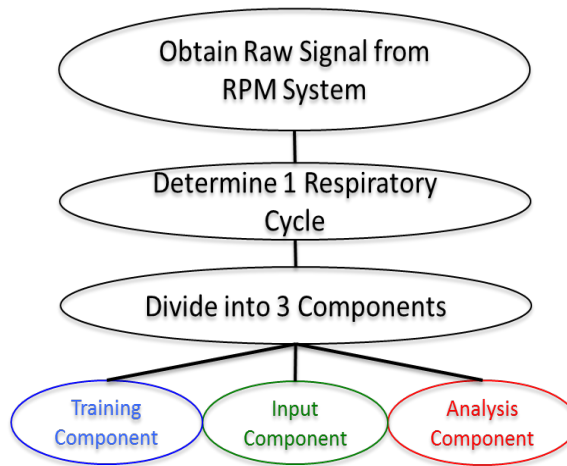 Obtain Raw Signal from
RPM System
Determine 1 Respiratory
Cycle
Divide into 3 Components
Training
Component
Input
Component
Analysis
Component